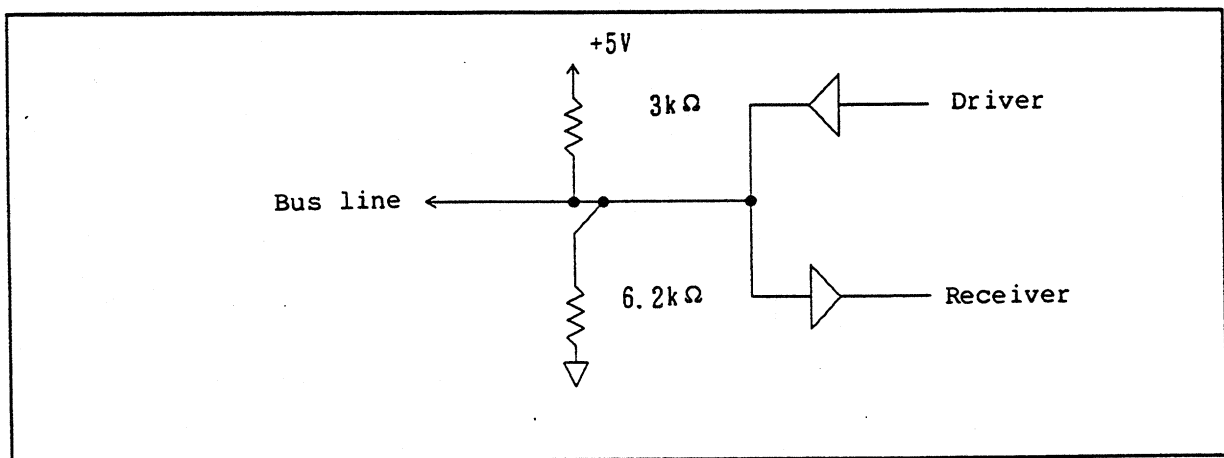 +5V
3kΩ
Driver
Bus line
6.2kΩ
Receiver